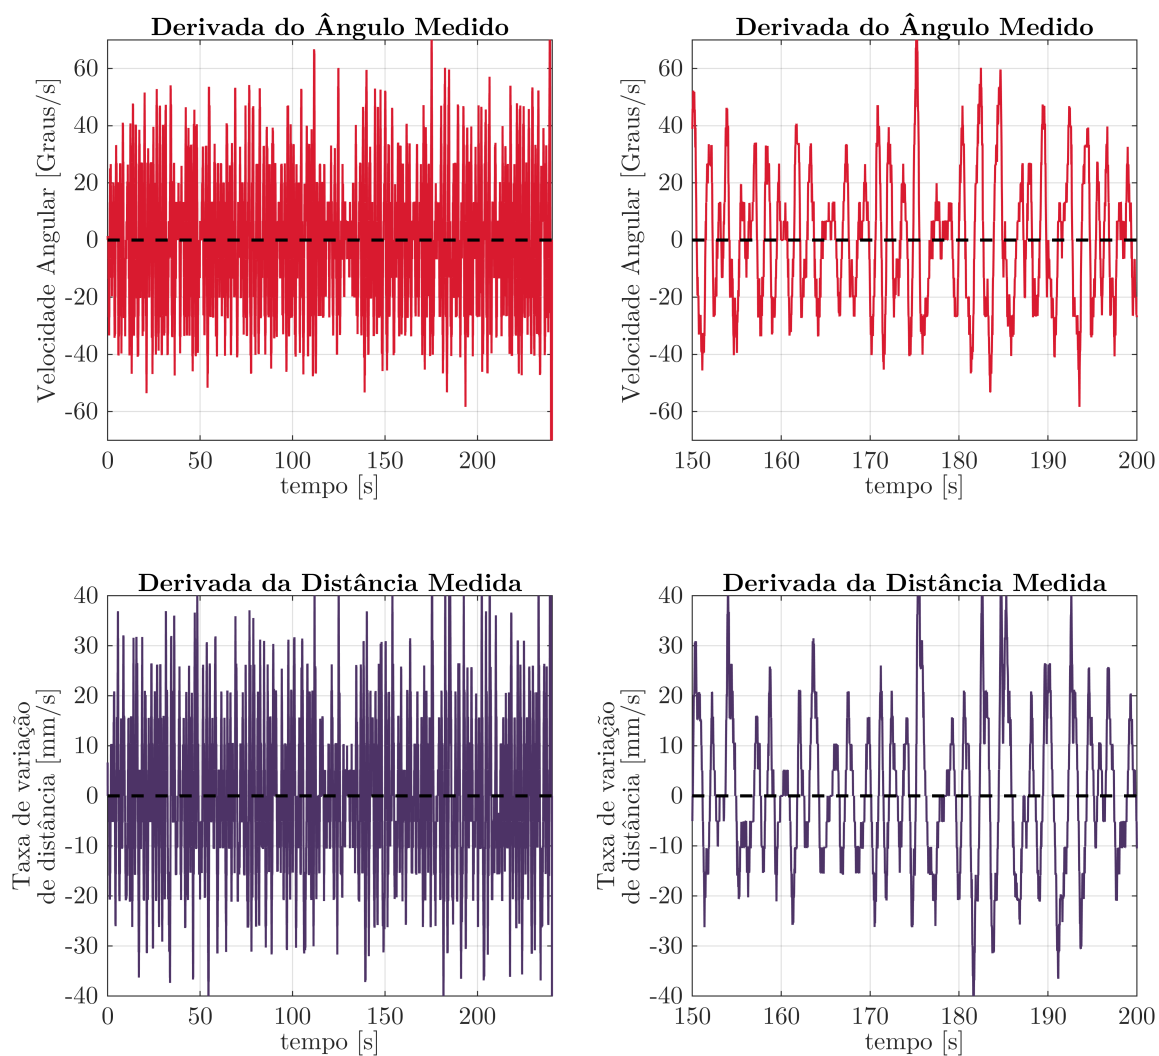 Derivada do Ângulo Medido
Velocidade Angular [Graus/s]
60
40
20
0
-20
-40
-60
0 50 100 150 200
tempo [s]
Derivada do Ângulo Medido
Velocidade Angular [Graus/s]
60
40
20
0
-20
-40
-60
150 160 170 180 190 200
tempo [s]
Derivada da Distância Medida
Taxa de variação
de distância [mm/s]
40
30
20
10
0
-10
-20
-30
-40
0 50 100 150 200
tempo [s]
Derivada da Distância Medida
Taxa de variação
de distância [mm/s]
40
30
20
10
0
-10
-20
-30
-40
150 160 170 180 190 200
tempo [s]